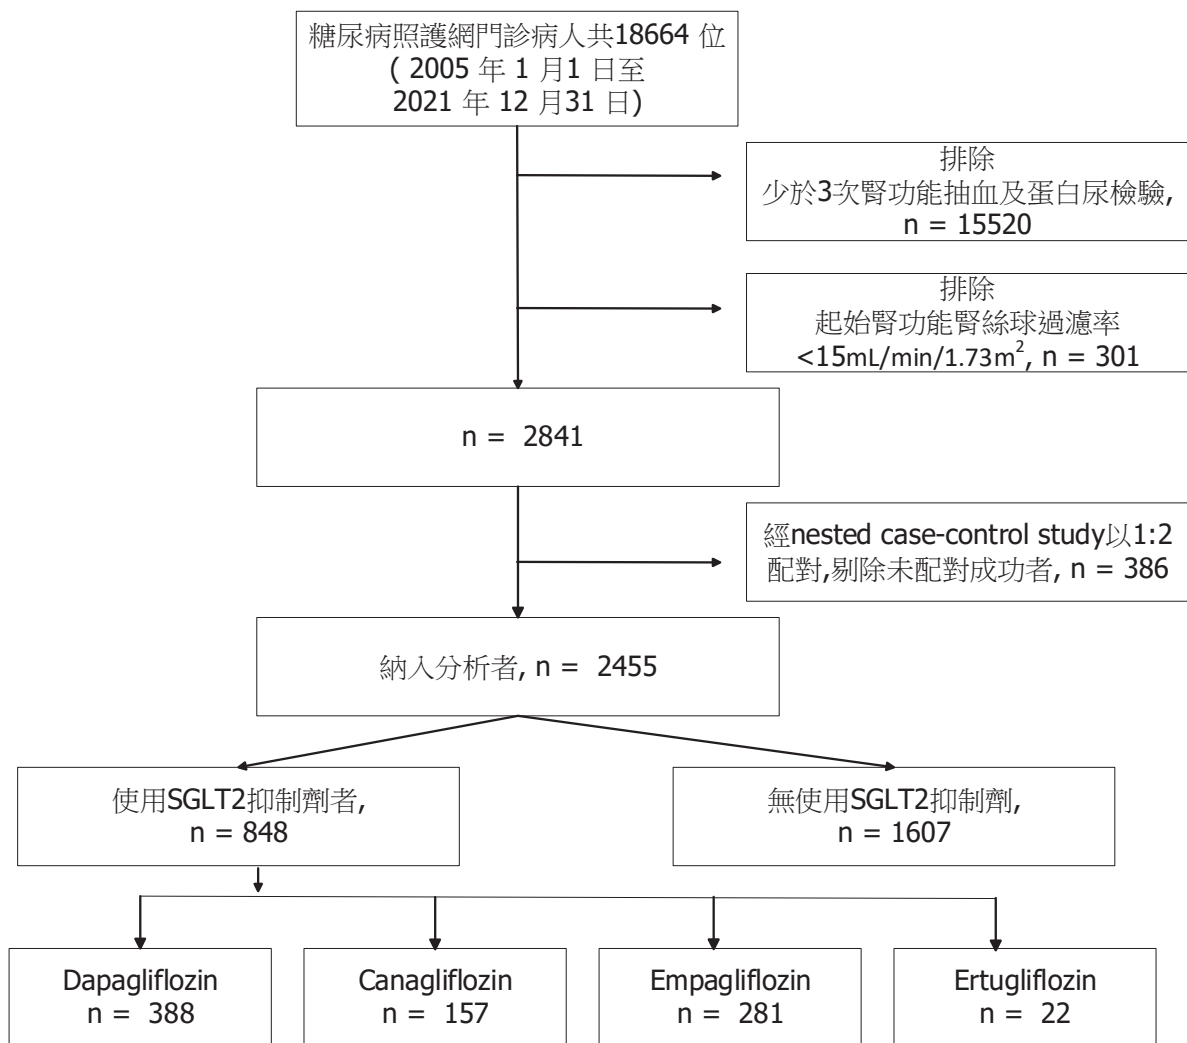 糖尿病照護網門診病人共18664 位
( 2005 年 1 月1 日至
2021 年 12 月31 日)
排除
少於3次腎功能抽血及蛋白尿檢驗,
n = 15520
排除
起始腎功能腎絲球過濾率
<15mL/min/1.73m², n = 301
n = 2841
經nested case-control study以1:2
配對,剔除未配對成功者, n = 386
納入分析者, n = 2455
使用SGLT2抑制劑者,
n = 848
無使用SGLT2抑制劑,
n = 1607
Dapagliflozin
n = 388
Canagliflozin
n = 157
Empagliflozin
n = 281
Ertugliflozin
n = 22